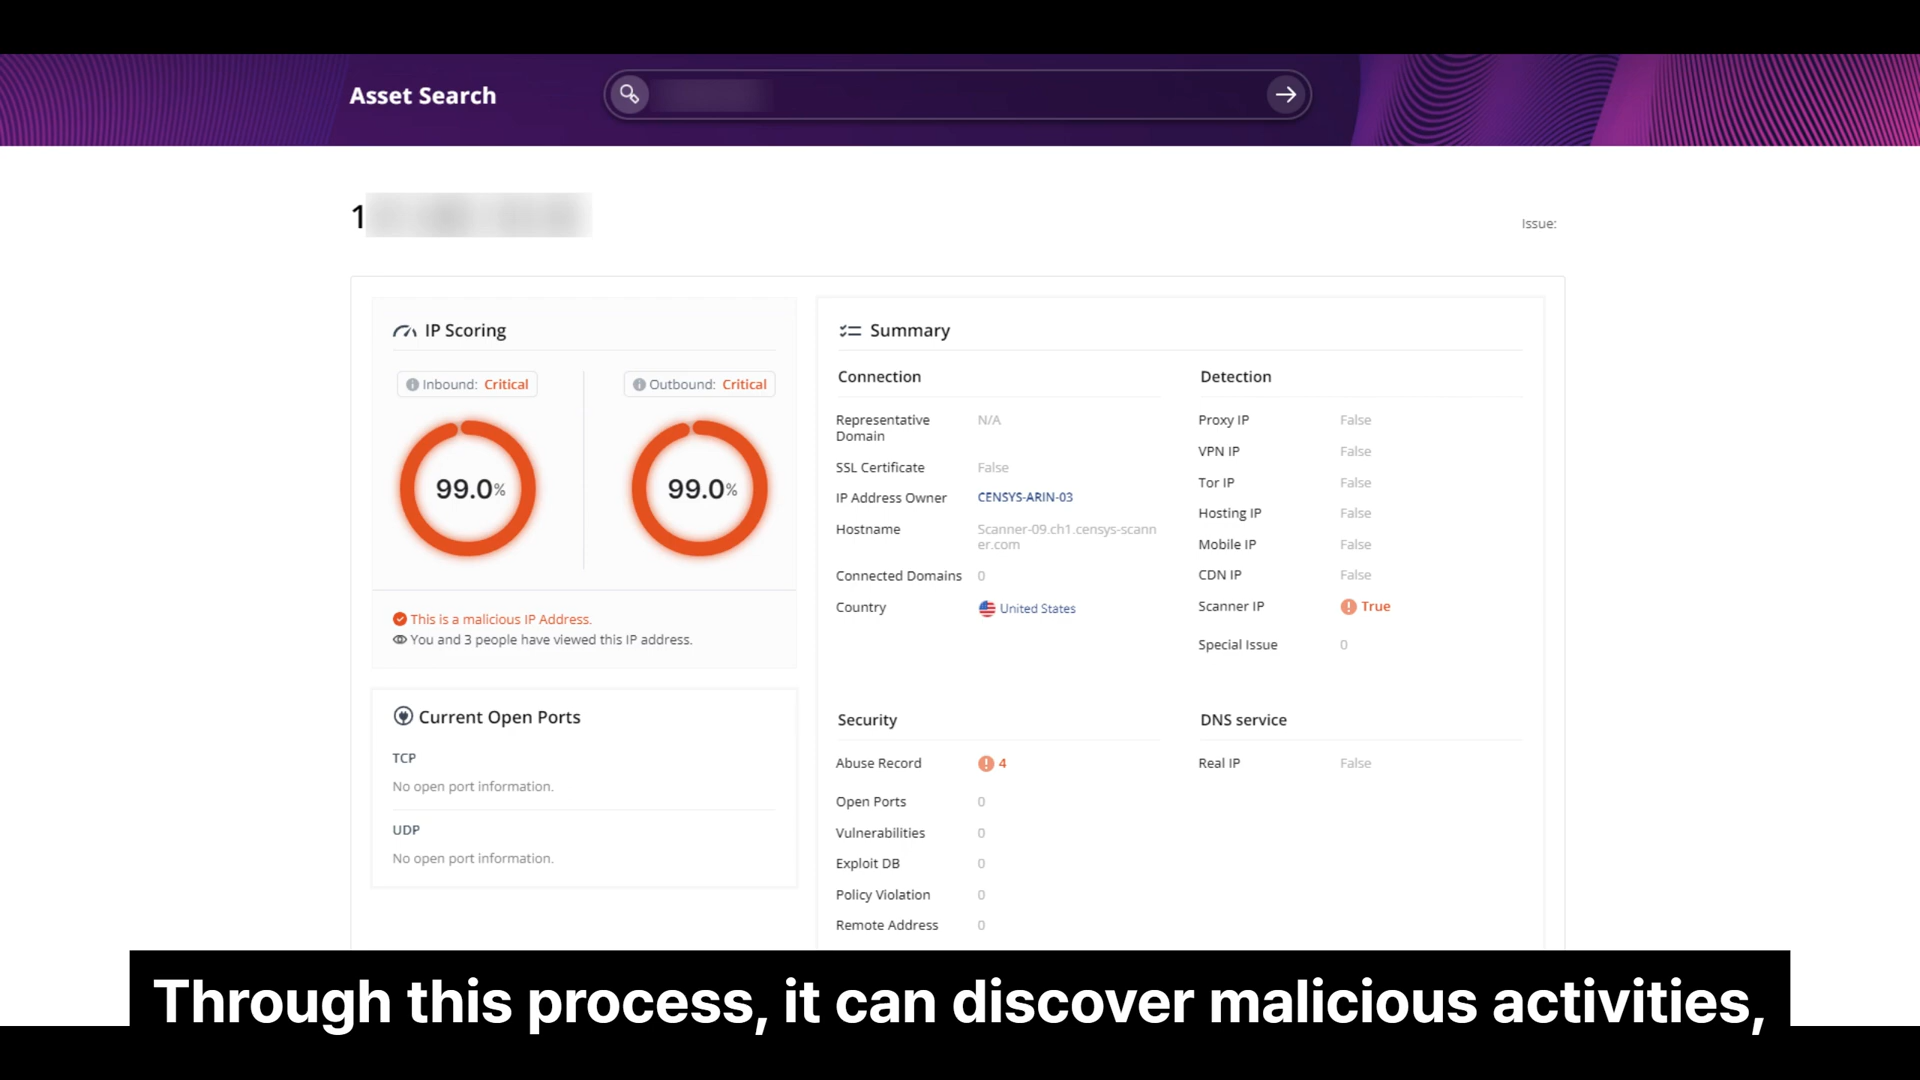 Asset Search
1
Issue:
IP Scoring
Inbound: Critical
Outbound: Critical
99.0%
99.0%
This is a malicious IP Address.
You and 3 people have viewed this IP address.
Current Open Ports
TCP
No open port information.
UDP
No open port information.
Summary
Connection
Representative
Domain
N/A
SSL Certificate False
IP Address Owner CENSYS-ARIN-03
Hostname Scanner-09.ch1.censys-scann
er.com
Connected Domains 0
Country United States
Detection
Proxy IP False
VPN IP False
Tor IP False
Hosting IP False
Mobile IP False
CDN IP False
Scanner IP True
Special Issue 0
Security
Abuse Record 4
Open Ports 0
Vulnerabilities 0
Exploit DB 0
Policy Violation 0
Remote Address 0
DNS service
Real IP False
Through this process, it can discover malicious activities,